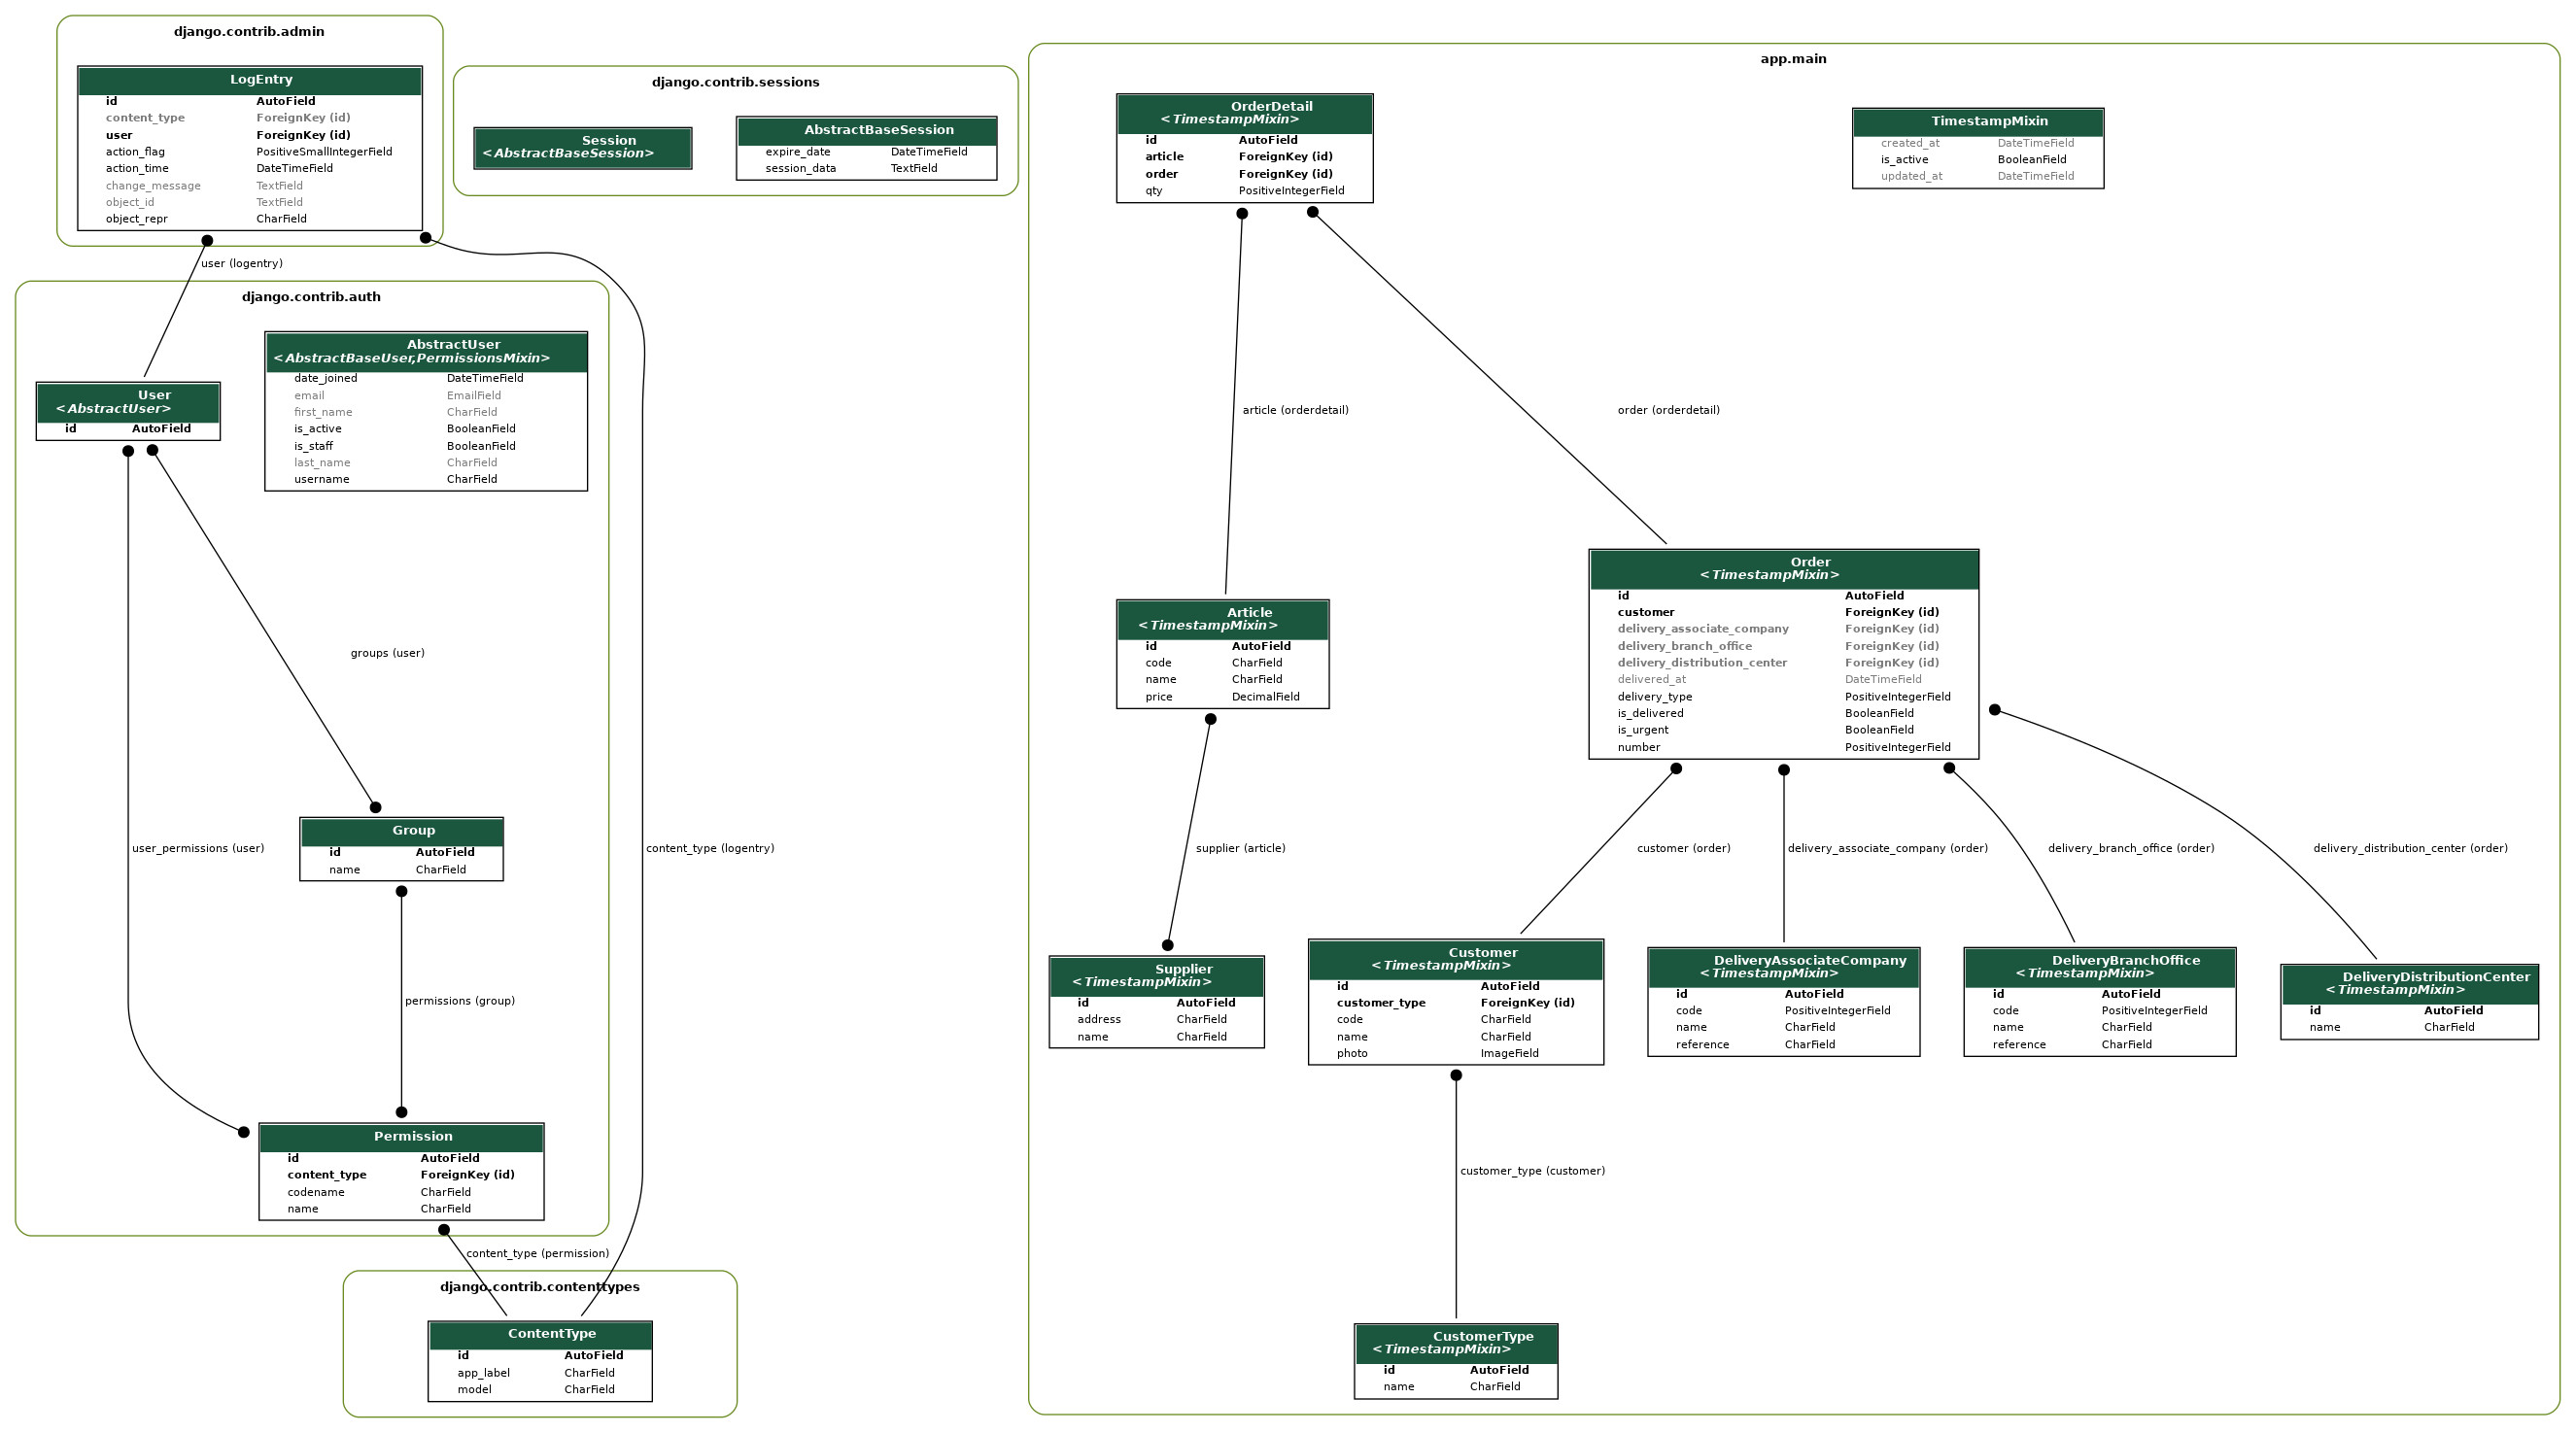 django.contrib.admin
LogEntry
id AutoField
content_type ForeignKey (id)
user ForeignKey (id)
action_flag PositiveSmallIntegerField
action_time DateTimeField
change_message TextField
object_id TextField
object_repr CharField
django.contrib.sessions
Session
<AbstractBaseSession>
AbstractBaseSession
expire_date DateTimeField
session_data TextField
user (logentry)
django.contrib.auth
User
<AbstractUser>
id AutoField
AbstractUser
<AbstractBaseUser,PermissionsMixin>
date_joined DateTimeField
email EmailField
first_name CharField
is_active BooleanField
is_staff BooleanField
last_name CharField
username CharField
groups (user)
user_permissions (user)
content_type (logentry)
Group
id AutoField
name CharField
permissions (group)
Permission
id AutoField
content_type ForeignKey (id)
codename CharField
name CharField
content_type (permission)
django.contrib.contenttypes
ContentType
id AutoField
app_label CharField
model CharField
app.main
OrderDetail
<TimestampMixin>
id AutoField
article ForeignKey (id)
order ForeignKey (id)
qty PositiveIntegerField
TimestampMixin
created_at DateTimeField
is_active BooleanField
updated_at DateTimeField
article (orderdetail)
order (orderdetail)
Article
<TimestampMixin>
id AutoField
code CharField
name CharField
price DecimalField
Order
<TimestampMixin>
id AutoField
customer ForeignKey (id)
delivery_associate_company ForeignKey (id)
delivery_branch_office ForeignKey (id)
delivery_distribution_center ForeignKey (id)
delivered_at DateTimeField
delivery_type PositiveIntegerField
is_delivered BooleanField
is_urgent BooleanField
number PositiveIntegerField
supplier (article)
customer (order)
delivery_associate_company (order)
delivery_branch_office (order)
delivery_distribution_center (order)
Supplier
<TimestampMixin>
id AutoField
address CharField
name CharField
Customer
<TimestampMixin>
id AutoField
customer_type ForeignKey (id)
code CharField
name CharField
photo ImageField
DeliveryAssociateCompany
<TimestampMixin>
id AutoField
code PositiveIntegerField
name CharField
reference CharField
DeliveryBranchOffice
<TimestampMixin>
id AutoField
code PositiveIntegerField
name CharField
reference CharField
DeliveryDistributionCenter
<TimestampMixin>
id AutoField
name CharField
customer_type (customer)
CustomerType
<TimestampMixin>
id AutoField
name CharField